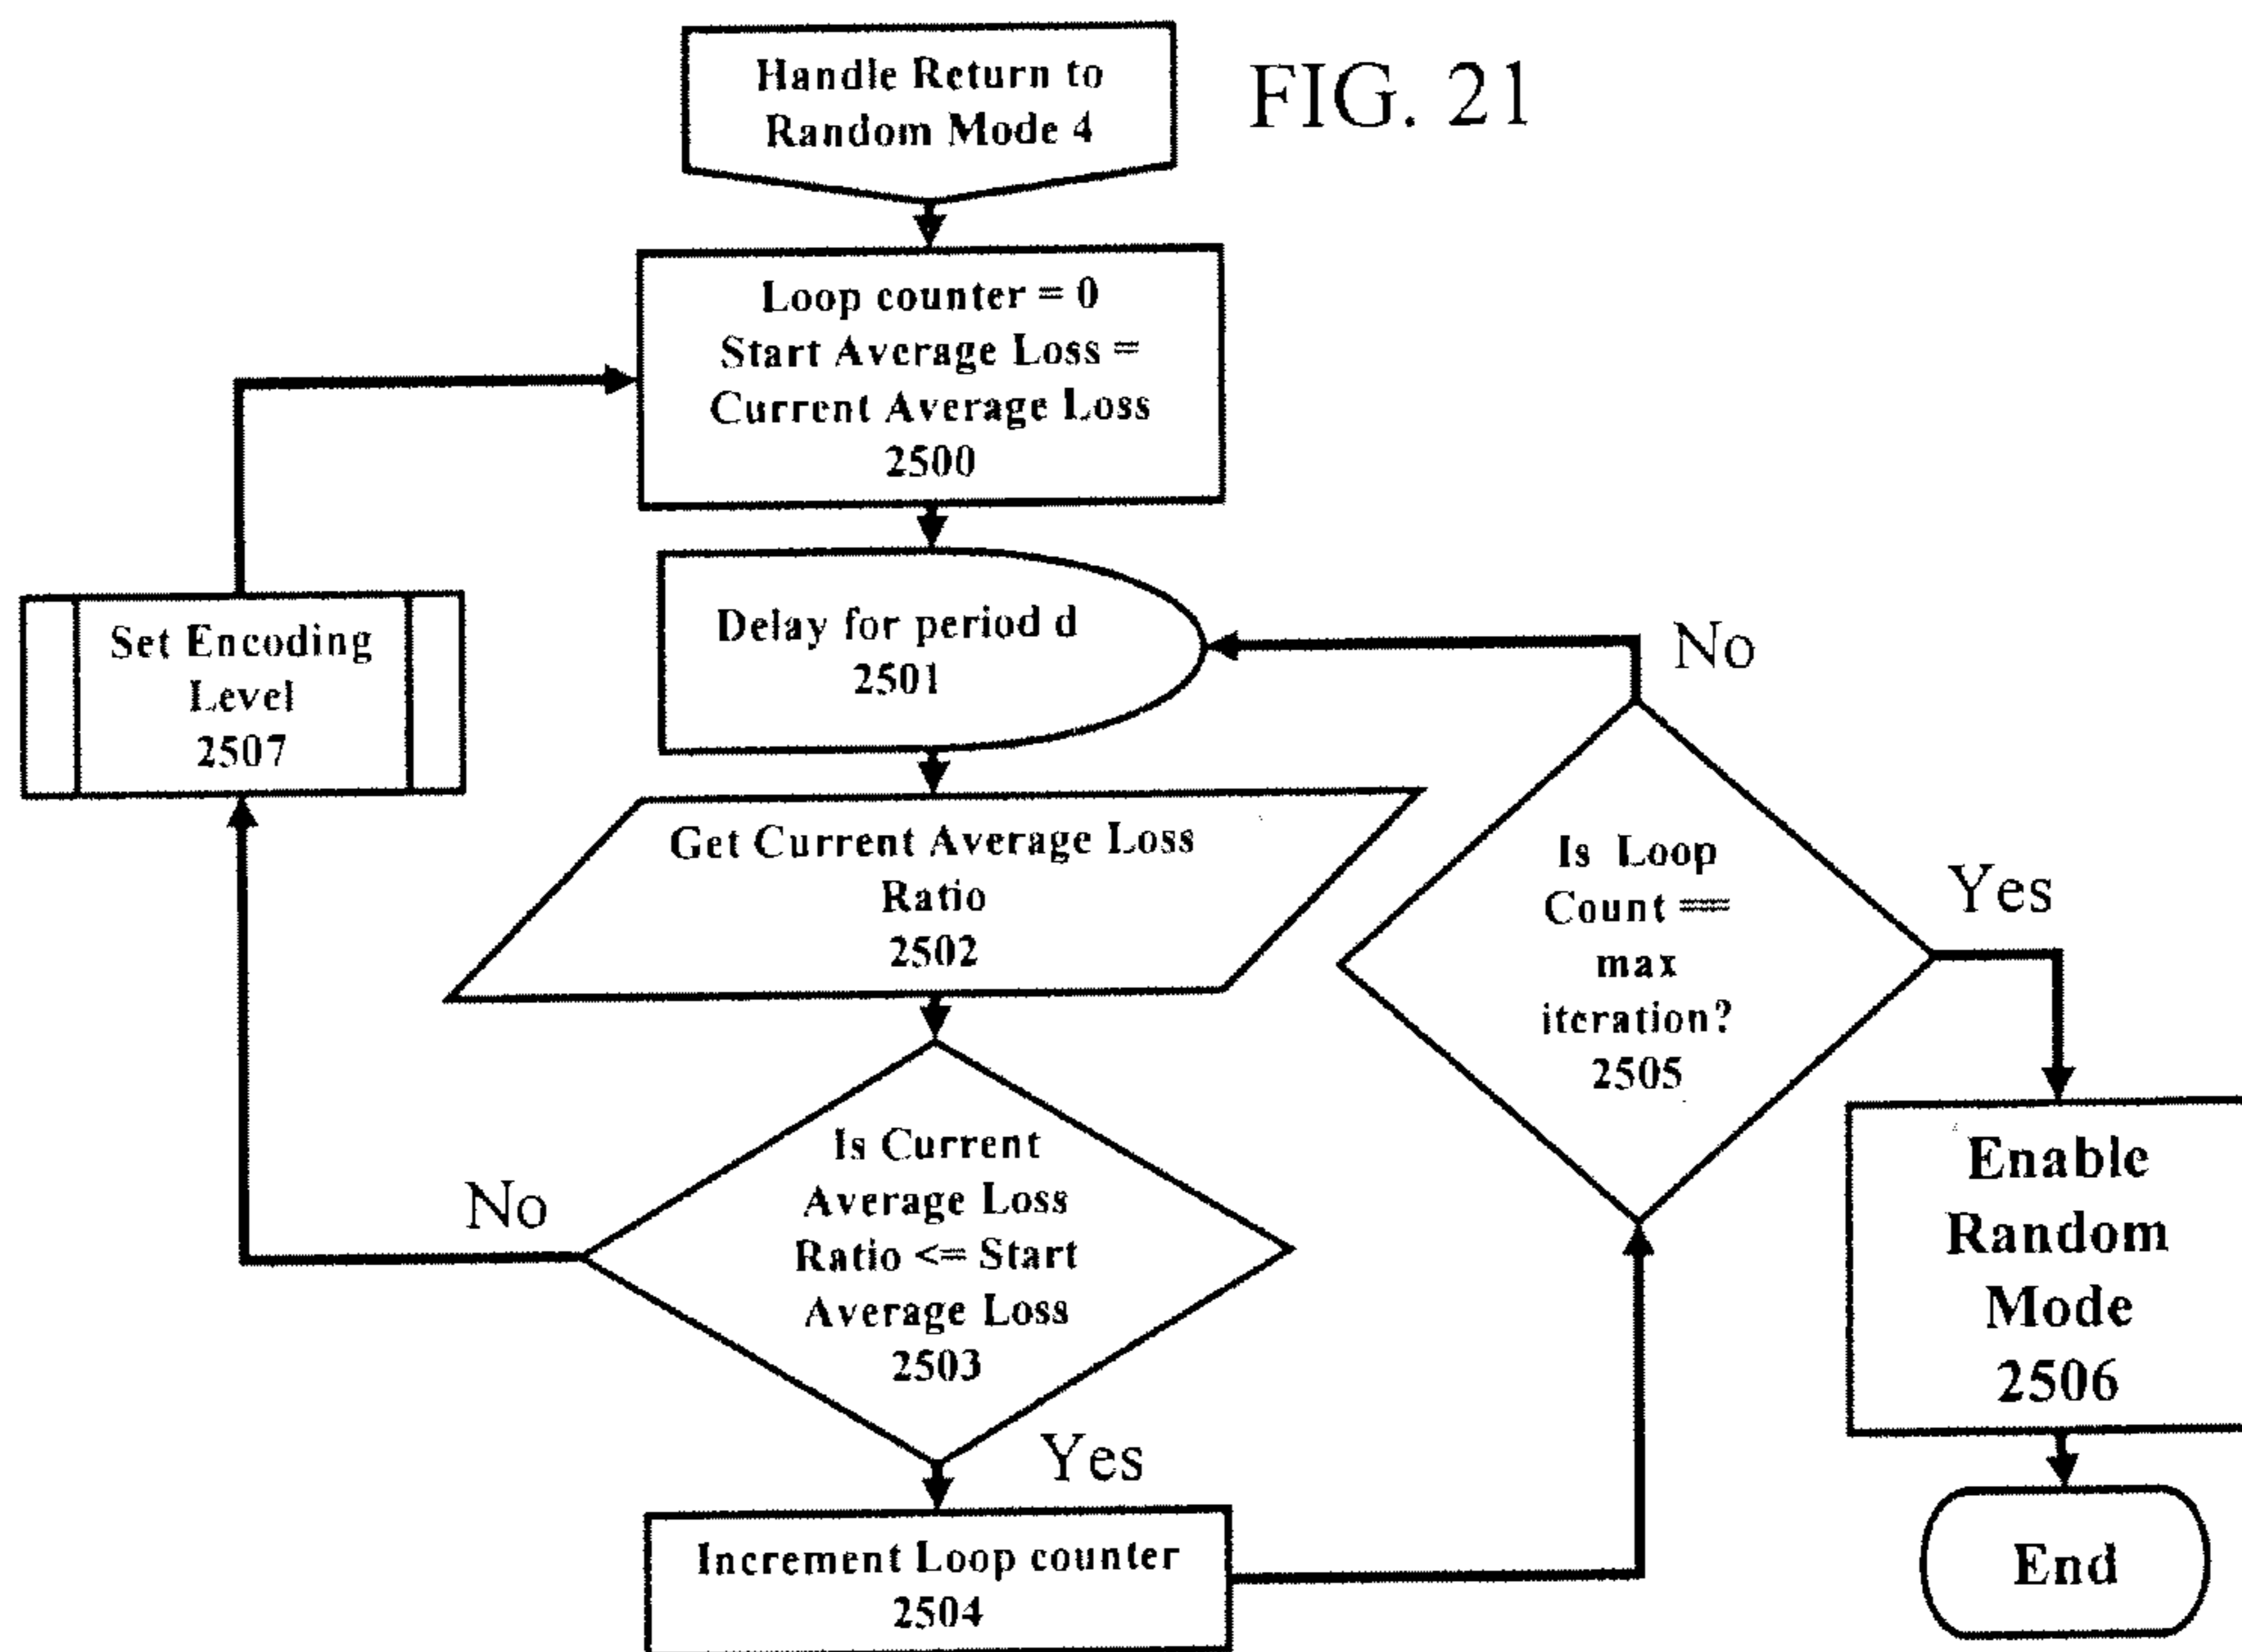 Handle Return to
Random Mode 4
FIG. 21
Loop counter = 0
Start Average Loss =
Current Average Loss
2500
Set Encoding
Level
2507
Delay for period d
2501
No
Get Current Average Loss
Ratio
2502
Is Loop
Count ==
max
iteration?
2505
Yes
Is Current
Average Loss
Ratio <= Start
Average Loss
2503
No
Yes
Enable
Random
Mode
2506
Increment Loop counter
2504
End